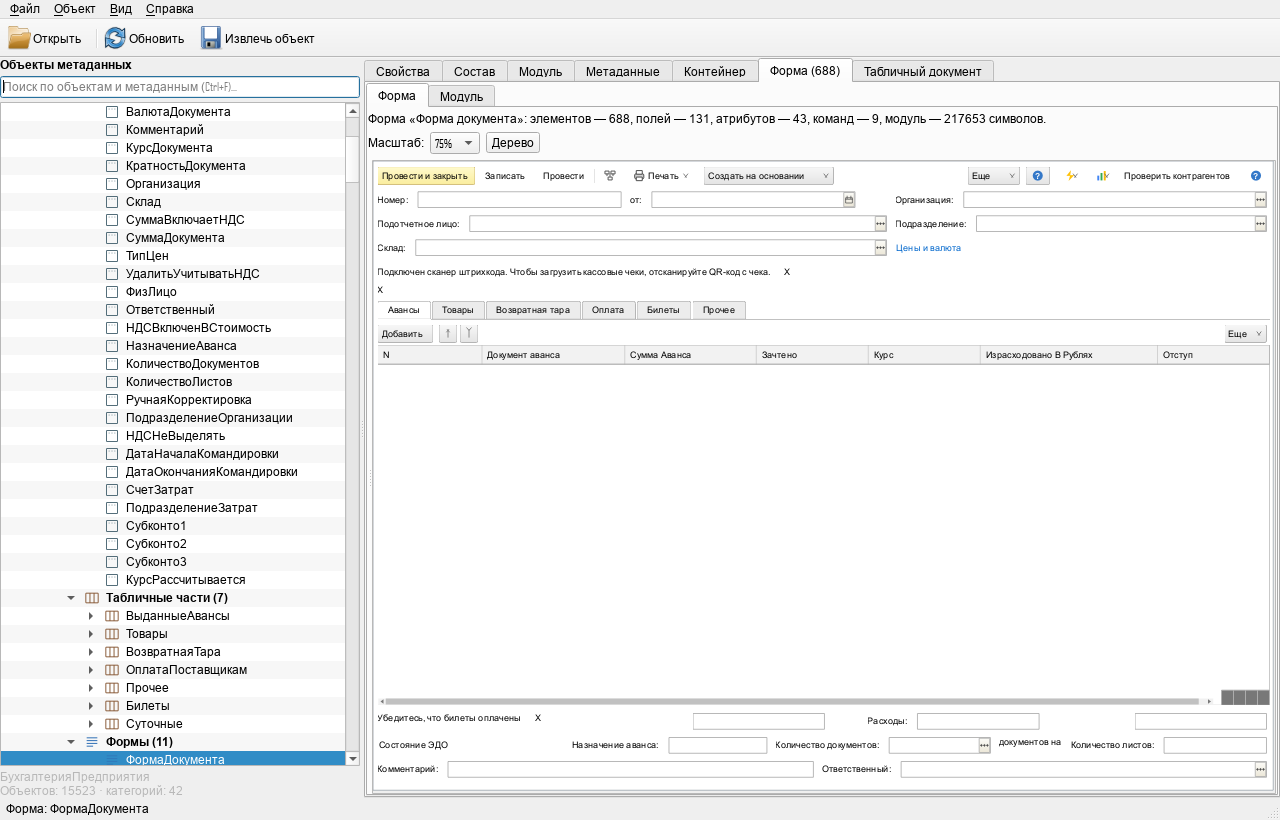 Файл Объект Вид Справка
Открыть Обновить Извлечь объект
Объекты метаданных
Поиск по объектам и метаданным (Ctrl+F)...
ВалютаДокумента
Комментарий
КурсДокумента
КратностьДокумента
Организация
Склад
СуммаВключаетНДС
СуммаДокумента
ТипЦен
УдалитьУчитыватьНДС
ФизЛицо
Ответственный
НДСВключенВСтоимость
НазначениеАванса
КоличествоДокументов
КоличествоЛистов
РучнаяКорректировка
ПодразделениеОрганизации
НДСНеВыделять
ДатаНачалаКомандировки
ДатаОкончанияКомандировки
СчетЗатрат
ПодразделениеЗатрат
Субконто1
Субконто2
Субконто3
КурсРассчитывается
Табличные части (7)
ВыданныеАвансы
Товары
ВозвратнаяТара
ОплатаПоставщикам
Прочее
Билеты
Суточные
Формы (11)
ФормаДокумента
БухгалтерияПредприятия
Объектов: 15523 · категорий: 42
Форма: ФормаДокумента
Свойства Состав Модуль Метаданные Контейнер Форма (688) Табличный документ
Форма Модуль
Форма «Форма документа»: элементов — 688, полей — 131, атрибутов — 43, команд — 9, модуль — 217653 символов.
Масштаб: 75% Дерево
Провести и закрыть Записать Провести Печать Создать на основании Еще ? Проверить контрагентов ?
Номер: от: Организация:
Подотчетное лицо: Подразделение:
Склад: Цены и валюта
Подключен сканер штрихкода. Чтобы загрузить кассовые чеки, отсканируйте QR-код с чека. X
X
Авансы Товары Возвратная тара Оплата Билеты Прочее
Добавить Еще
N Документ аванса Сумма Аванса Зачтено Курс Израсходовано В Рублях Отступ
Убедитесь, что билеты оплачены X Расходы:
Состояние ЭДО Назначение аванса: Количество документов: документов на Количество листов:
Комментарий: Ответственный: